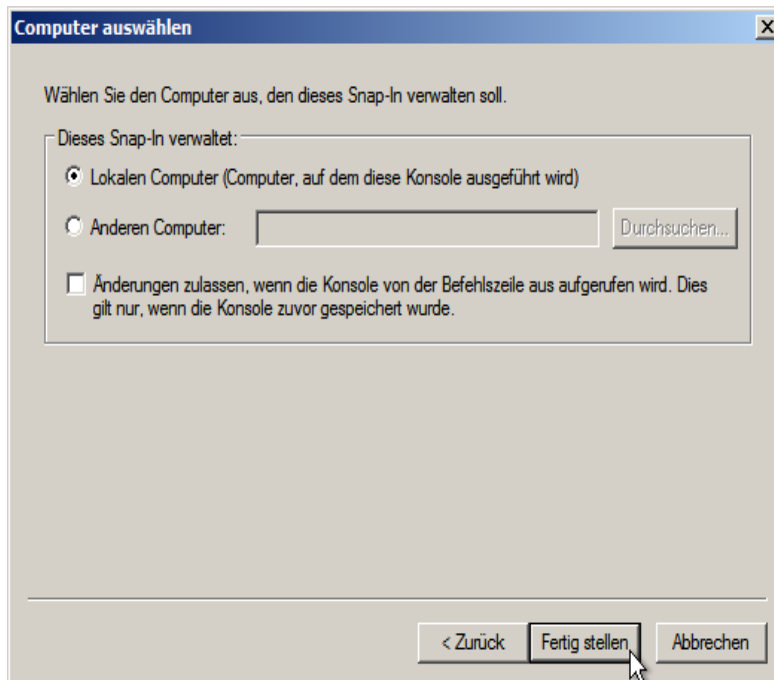 Computer auswählen
Wählen Sie den Computer aus, den dieses Snap-In verwalten soll.
Dieses Snap-In verwaltet:
Lokalen Computer (Computer, auf dem diese Konsole ausgeführt wird)
Anderen Computer:
Durchsuchen...
Änderungen zulassen, wenn die Konsole von der Befehlszeile aus aufgerufen wird. Dies
gilt nur, wenn die Konsole zuvor gespeichert wurde.
< Zurück
Fertig stellen
Abbrechen